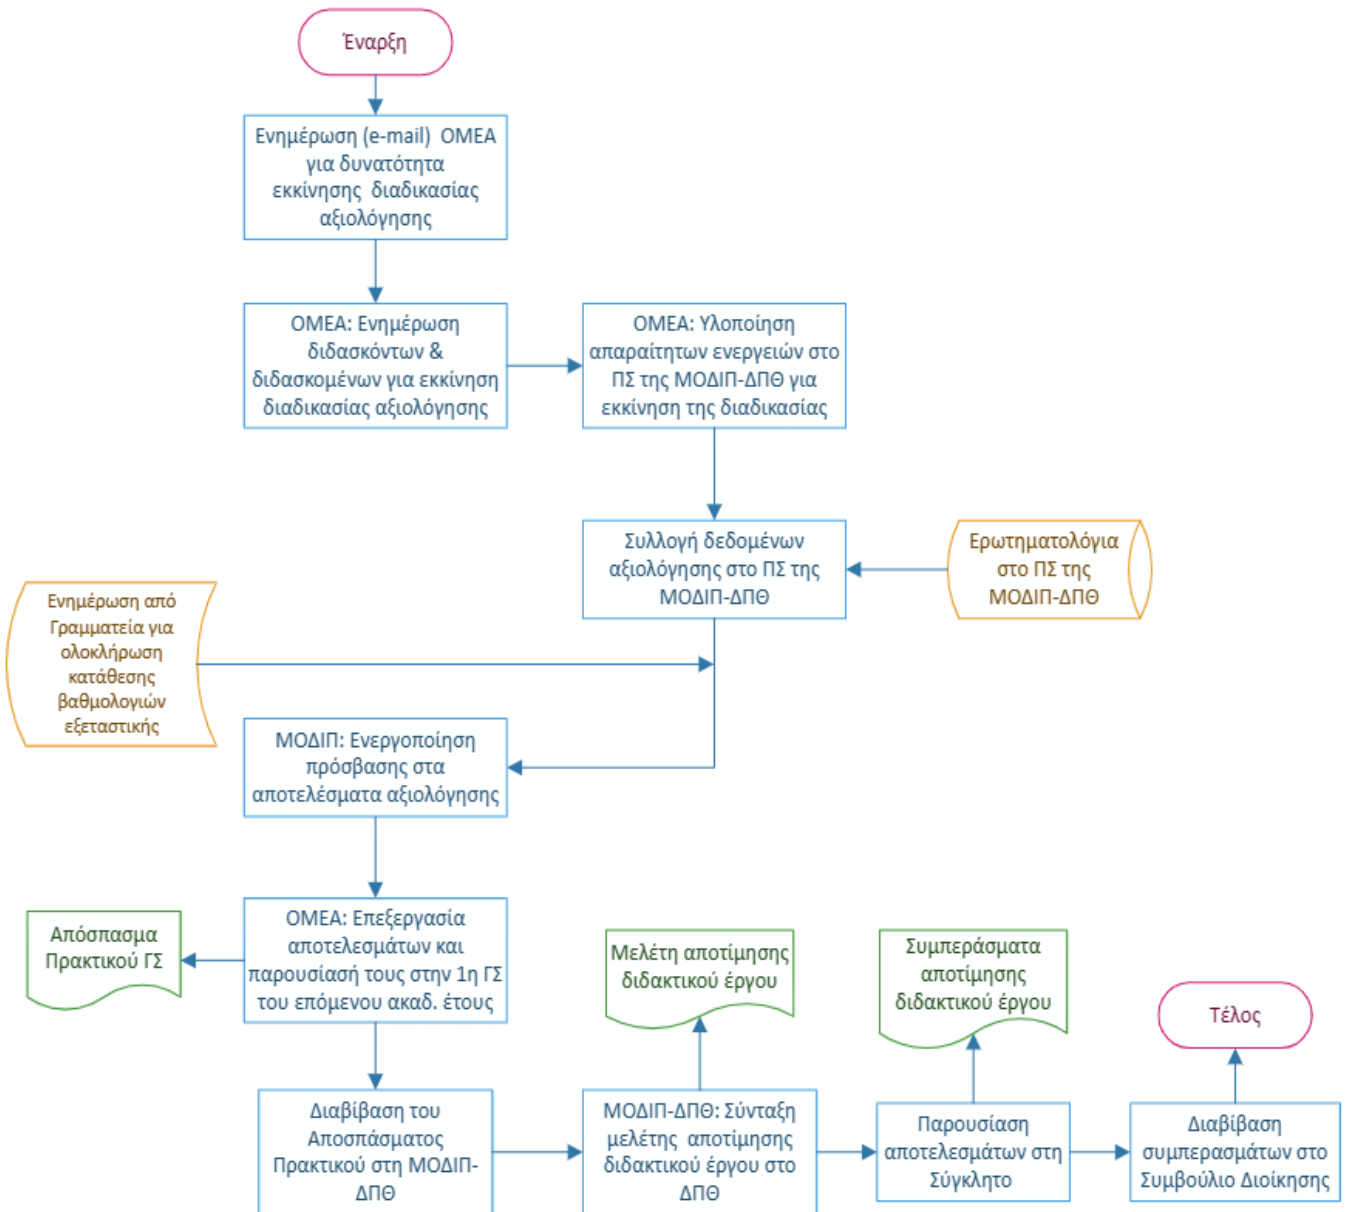 Έναρξη
Ενημέρωση (e-mail) ΟΜΕΑ
για δυνατότητα
εκκίνησης διαδικασίας
αξιολόγησης
ΟΜΕΑ: Ενημέρωση
διδασκόντων &
διδασκομένων για εκκίνηση
διαδικασίας αξιολόγησης
ΟΜΕΑ: Υλοποίηση
απαραίτητων ενεργειών στο
ΠΣ της ΜΟΔΙΠ-ΔΠΘ για
εκκίνηση της διαδικασίας
Συλλογή δεδομένων
αξιολόγησης στο ΠΣ της
ΜΟΔΙΠ-ΔΠΘ
Ερωτηματολόγια
στο ΠΣ της
ΜΟΔΙΠ-ΔΠΘ
Ενημέρωση από
Γραμματεία για
ολοκλήρωση
κατάθεσης
βαθμολογιών
εξεταστικής
ΜΟΔΙΠ: Ενεργοποίηση
πρόσβασης στα
αποτελέσματα αξιολόγησης
ΟΜΕΑ: Επεξεργασία
αποτελεσμάτων και
παρουσίασή τους στην 1η ΓΣ
του επόμενου ακαδ. έτους
Απόσπασμα
Πρακτικού ΓΣ
Μελέτη αποτίμησης
διδακτικού έργου
Συμπεράσματα
αποτίμησης
διδακτικού έργου
Τέλος
Διαβίβαση του
Αποσπάσματος
Πρακτικού στη ΜΟΔΙΠ-
ΔΠΘ
ΜΟΔΙΠ-ΔΠΘ: Σύνταξη
μελέτης αποτίμησης
διδακτικού έργου στο
ΔΠΘ
Παρουσίαση
αποτελεσμάτων στη
Σύγκλητο
Διαβίβαση
συμπερασμάτων στο
Συμβούλιο Διοίκησης